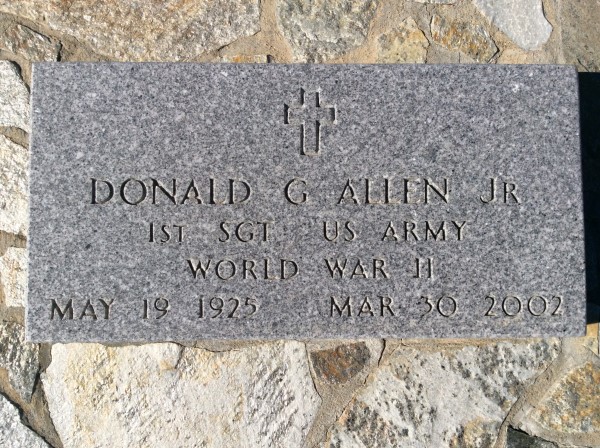 DONALD G ALLEN JR
1ST SGT US ARMY
WORLD WAR II
MAY 19 1925 MAR 30 2002